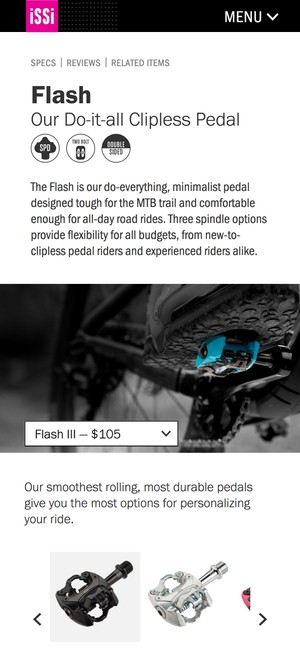 iSSi
MENU
SPECS | REVIEWS | RELATED ITEMS
Flash
Our Do-it-all Clipless Pedal
SPD
TWO BOLT
DOUBLE
SIDED
The Flash is our do-everything, minimalist pedal
designed tough for the MTB trail and comfortable
enough for all-day road rides. Three spindle options
provide flexibility for all budgets, from new-to-
clipless pedal riders and experienced riders alike.
Flash III — $105
Our smoothest rolling, most durable pedals
give you the most options for personalizing
your ride.